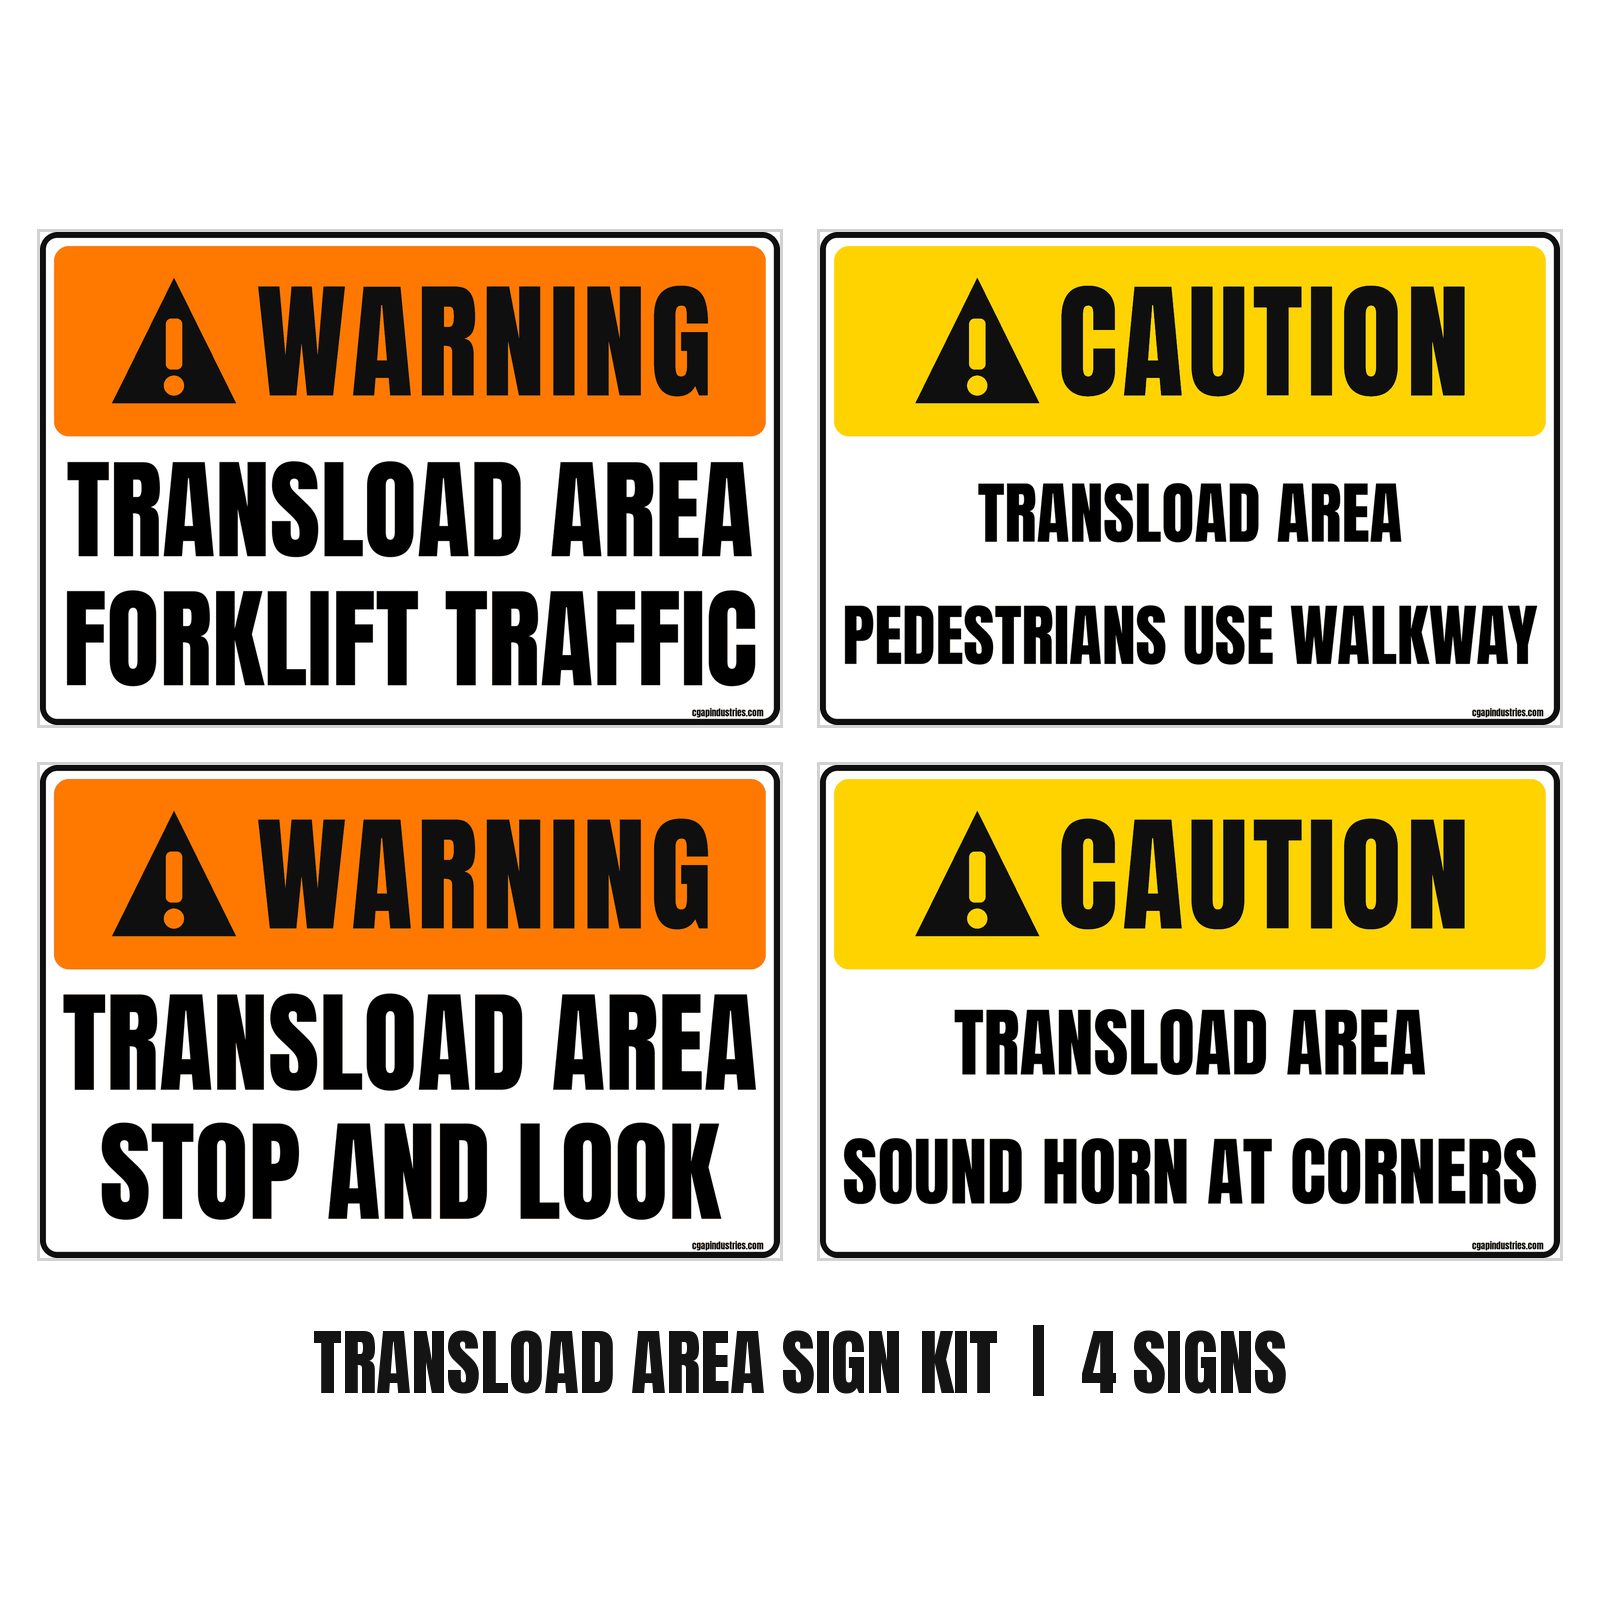 WARNING
TRANSLOAD AREA
FORKLIFT TRAFFIC
cgapindustries.com
CAUTION
TRANSLOAD AREA
PEDESTRIANS USE WALKWAY
cgapindustries.com
WARNING
TRANSLOAD AREA
STOP AND LOOK
cgapindustries.com
CAUTION
TRANSLOAD AREA
SOUND HORN AT CORNERS
cgapindustries.com
TRANSLOAD AREA SIGN KIT | 4 SIGNS